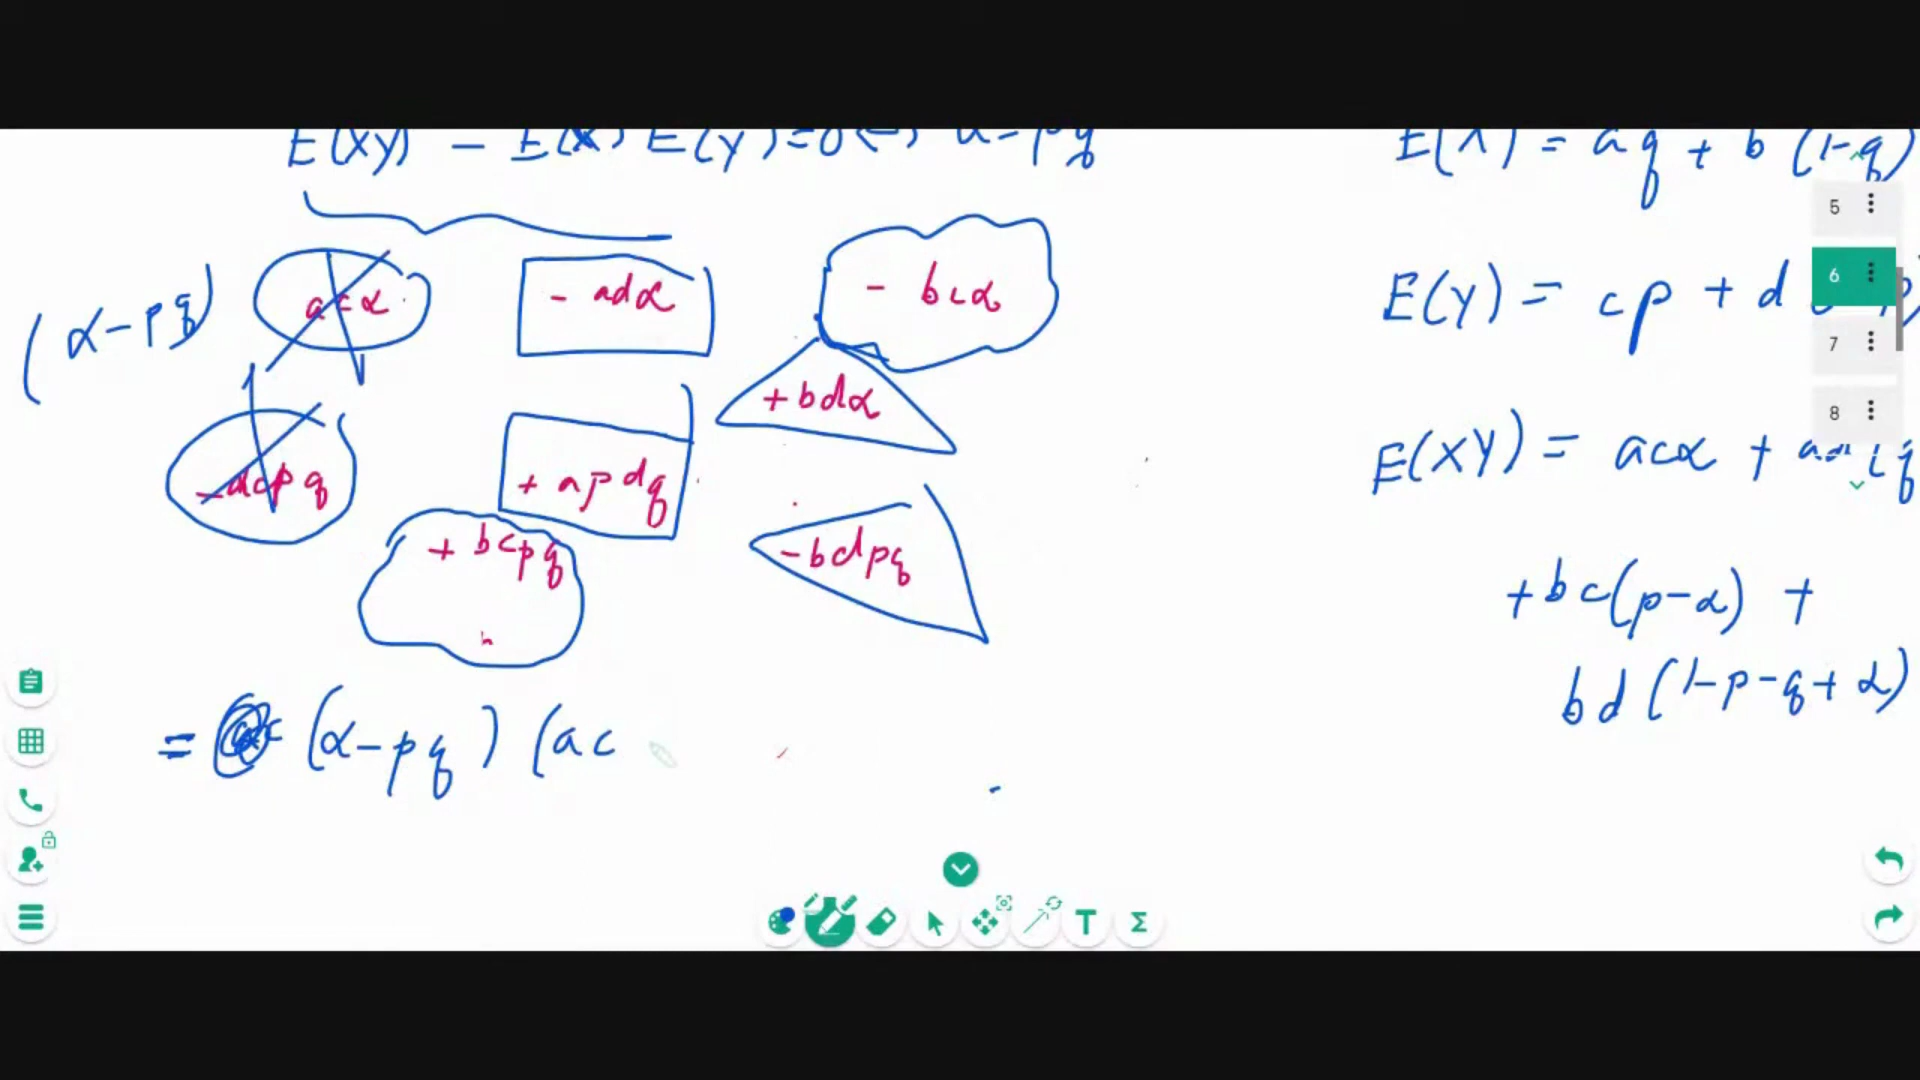 E(XY) - E(X) E(Y) = 0 ↔ α - pq
E(X) = aq + b (1-q)
(α-pq)
acα - adα - bcα
+ bdα
E(Y) = cp + d
- acpq + apdq
+ bcpq - bdpq
E(XY) = acα + ad
+ bc(p-α) +
bd (1-p-q+α)
= (α-pq) (ac
5
6
7
8
T Σ